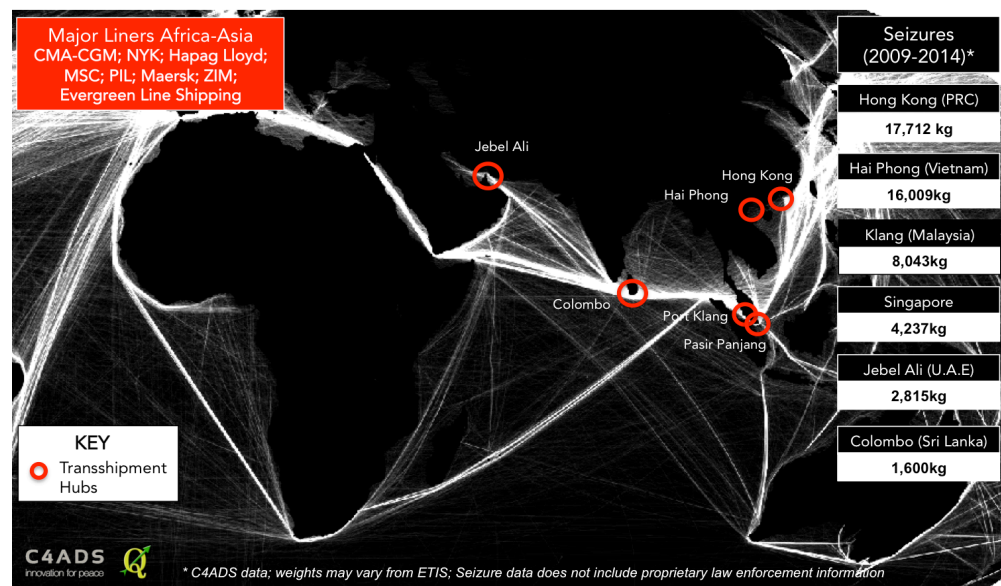 Major Liners Africa-Asia
CMA-CGM; NYK; Hapag Lloyd;
MSC; PIL; Maersk; ZIM;
Evergreen Line Shipping
Seizures
(2009-2014)*
Hong Kong (PRC)
17,712 kg
Hai Phong (Vietnam)
16,009kg
Klang (Malaysia)
8,043kg
Singapore
4,237kg
Jebel Ali (U.A.E)
2,815kg
Colombo (Sri Lanka)
1,600kg
Jebel Ali
Hong Kong
Hai Phong
Colombo
Port Klang
Pasir Panjang
KEY
Transshipment
Hubs
C4ADS
innovation for peace
* C4ADS data; weights may vary from ETIS; Seizure data does not include proprietary law enforcement information